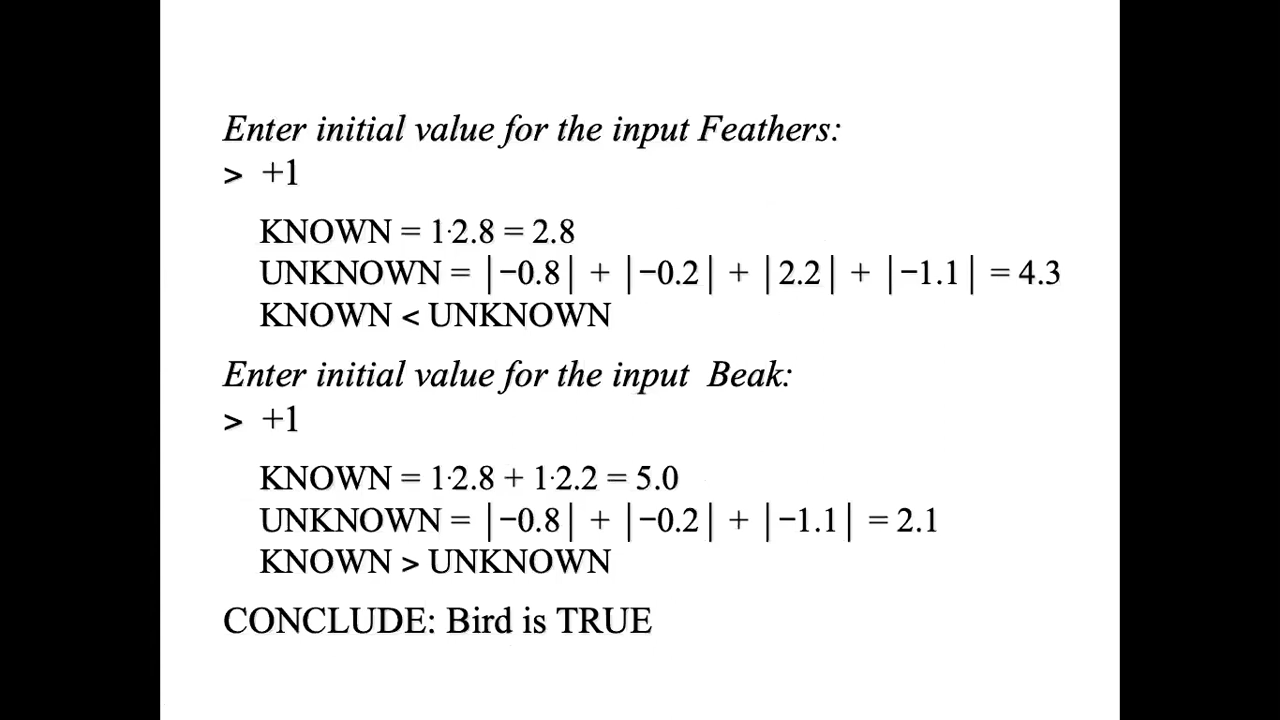 Enter initial value for the input Feathers:
> +1
KNOWN = 1·2.8 = 2.8
UNKNOWN = |−0.8| + |−0.2| + |2.2| + |−1.1| = 4.3
KNOWN < UNKNOWN
Enter initial value for the input Beak:
> +1
KNOWN = 1·2.8 + 1·2.2 = 5.0
UNKNOWN = |−0.8| + |−0.2| + |−1.1| = 2.1
KNOWN > UNKNOWN
CONCLUDE: Bird is TRUE